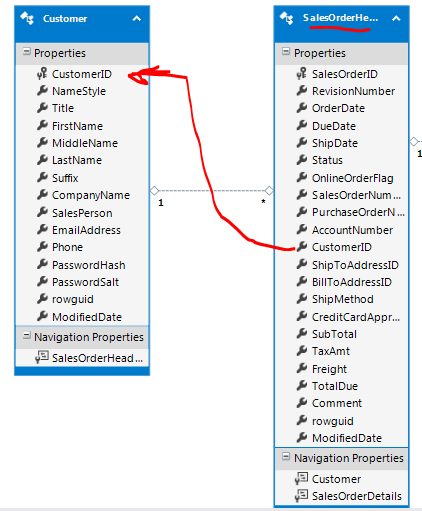 Customer
Properties
CustomerID
NameStyle
Title
FirstName
MiddleName
LastName
Suffix
CompanyName
SalesPerson
EmailAddress
Phone
PasswordHash
PasswordSalt
rowguid
ModifiedDate
Navigation Properties
SalesOrderHead...
1
*
SalesOrderHe...
Properties
SalesOrderID
RevisionNumber
OrderDate
DueDate
ShipDate
Status
OnlineOrderFlag
SalesOrderNum...
PurchaseOrderN...
AccountNumber
CustomerID
ShipToAddressID
BillToAddressID
ShipMethod
CreditCardAppr...
SubTotal
TaxAmt
Freight
TotalDue
Comment
rowguid
ModifiedDate
Navigation Properties
Customer
SalesOrderDetails
1